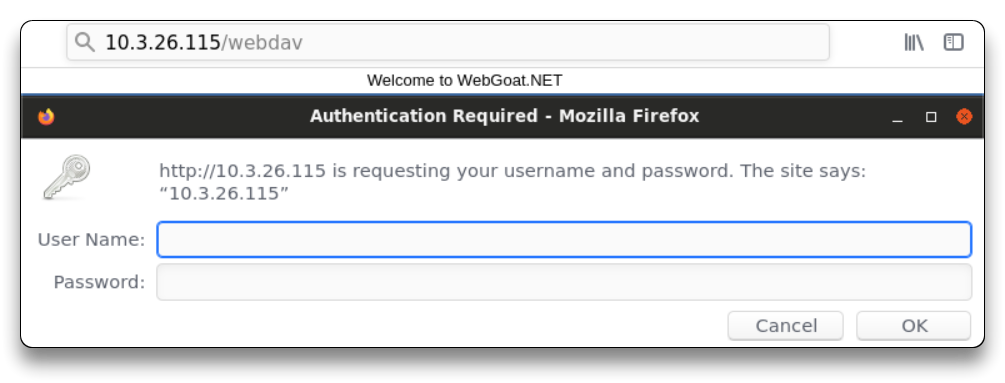 10.3.26.115/webdav
Welcome to WebGoat.NET
Authentication Required - Mozilla Firefox
http://10.3.26.115 is requesting your username and password. The site says:
“10.3.26.115”
User Name:
Password:
Cancel OK